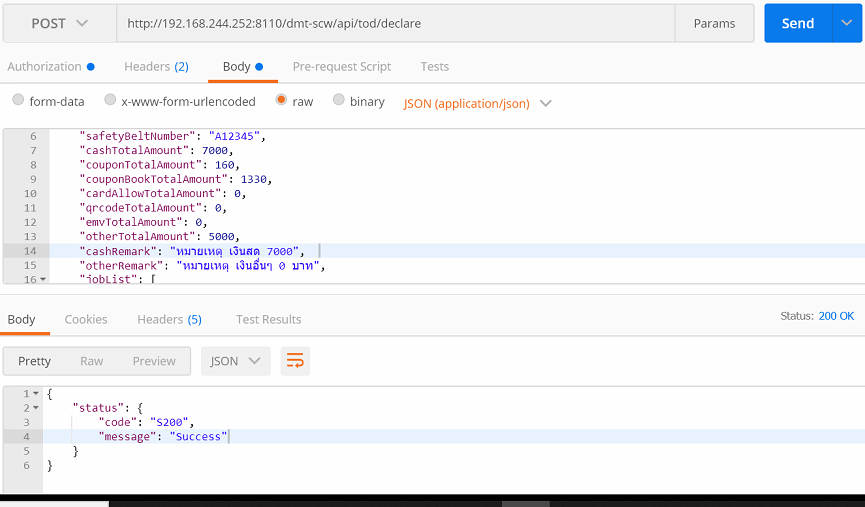 POST http://192.168.244.252:8110/dmt-scw/api/tod/declare Params Send
Authorization Headers (2) Body Pre-request Script Tests
form-data x-www-form-urlencoded raw binary JSON (application/json)
6 "safetyBeltNumber": "A12345",
7 "cashTotalAmount": 7000,
8 "couponTotalAmount": 160,
9 "couponBookTotalAmount": 1330,
10 "cardAllowTotalAmount": 0,
11 "qrcodeTotalAmount": 0,
12 "emvTotalAmount": 0,
13 "otherTotalAmount": 5000,
14 "cashRemark": "หมายเหตุ เงินสด 7000",
15 "otherRemark": "หมายเหตุ เงินอื่นๆ 0 บาท",
16 "jobList": [
Body Cookies Headers (5) Test Results Status: 200 OK
Pretty Raw Preview JSON
1 {
2 "status": {
3 "code": "S200",
4 "message": "Success"
5 }
6 }